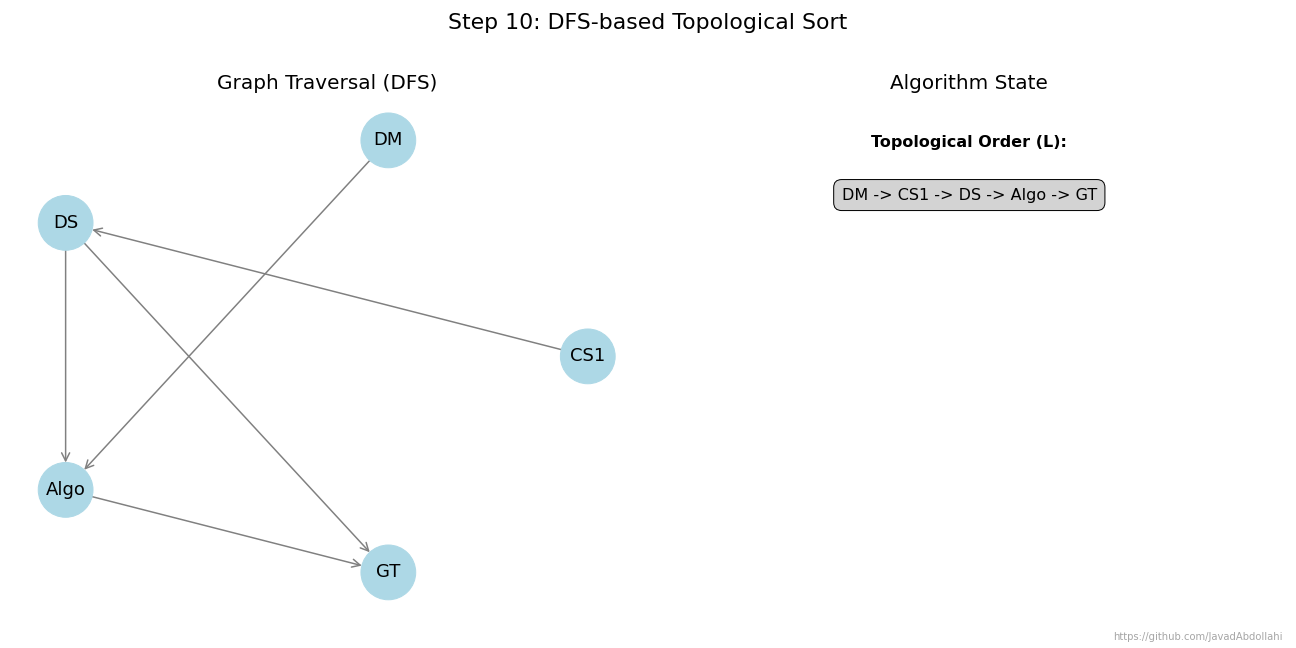 Step 10: DFS-based Topological Sort
Graph Traversal (DFS)
DM
DS
CS1
Algo
GT
Algorithm State
Topological Order (L):
DM -> CS1 -> DS -> Algo -> GT
https://github.com/JavadAbdollahi